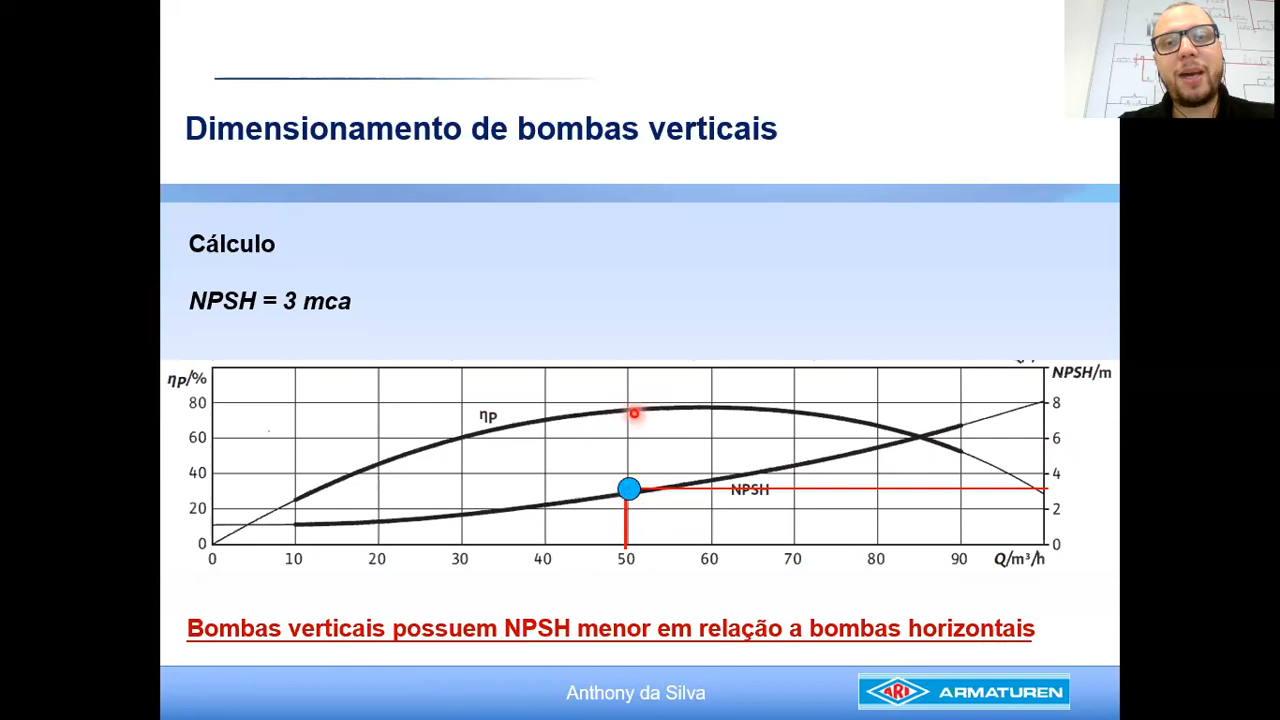 Dimensionamento de bombas verticais
Cálculo
NPSH = 3 mca
ηP/%
NPSH/m
80
60
40
20
0
ηP
NPSH
8
6
4
2
0
0 10 20 30 40 50 60 70 80 90 Q/m³/h
Bombas verticais possuem NPSH menor em relação a bombas horizontais
Anthony da Silva
ARI ARMATUREN